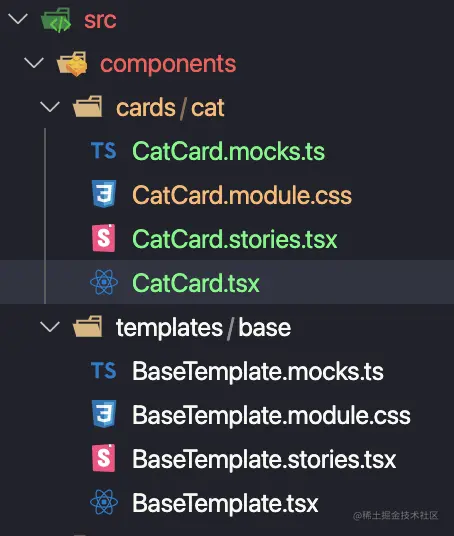 src
components
cards/cat
TS CatCard.mocks.ts
CatCard.module.css
S CatCard.stories.tsx
CatCard.tsx
templates/base
TS BaseTemplate.mocks.ts
BaseTemplate.module.css
S BaseTemplate.stories.tsx
BaseTemplate.tsx
@稀土掘金技术社区